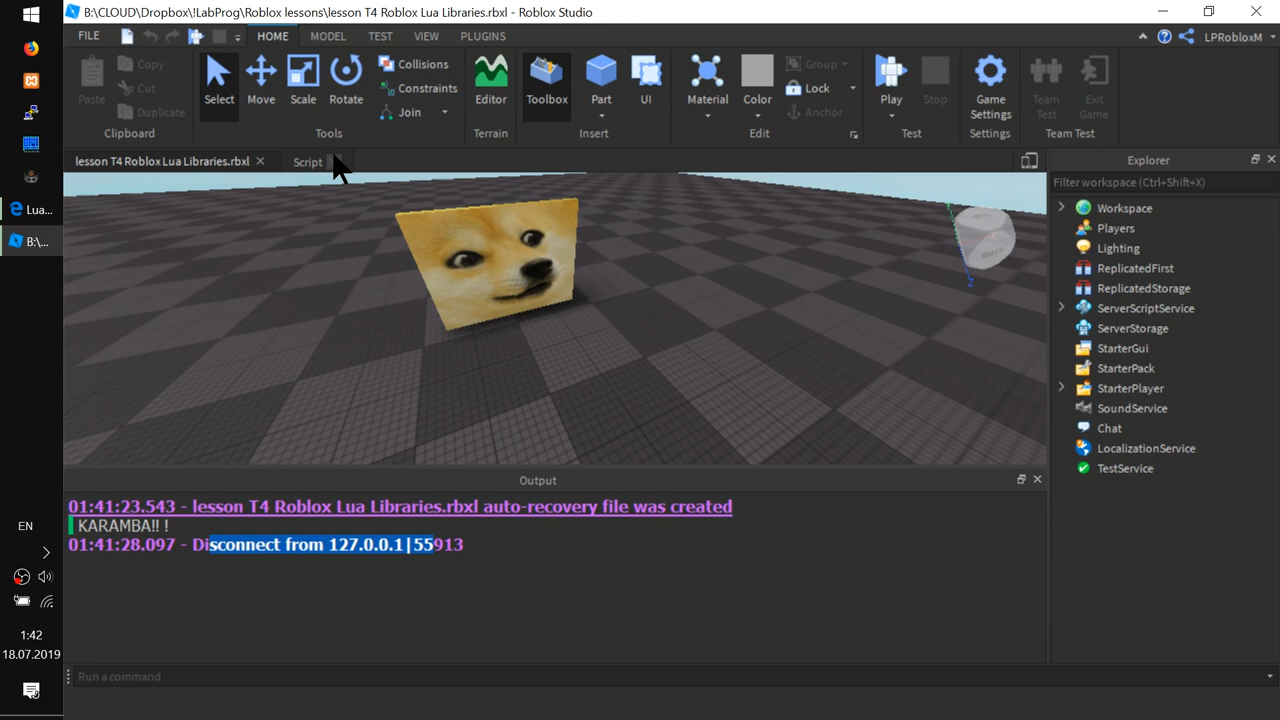 B:\CLOUD\Dropbox\!LabProg\Roblox lessons\lesson T4 Roblox Lua Libraries.rbxl - Roblox Studio
FILE HOME MODEL TEST VIEW PLUGINS LPRobloxM
Paste Copy Cut Duplicate
Select Move Scale Rotate Collisions Constraints Join
Editor Toolbox Part UI Material Color Group Lock Anchor
Play Stop Game Settings Team Test Exit Game
Clipboard Tools Terrain Insert Edit Test Settings Team Test
lesson T4 Roblox Lua Libraries.rbxl Script
Explorer
Filter workspace (Ctrl+Shift+X)
Workspace
Players
Lighting
ReplicatedFirst
ReplicatedStorage
ServerScriptService
ServerStorage
StarterGui
StarterPack
StarterPlayer
SoundService
Chat
LocalizationService
TestService
Back
Z
Output
01:41:23.543 - lesson T4 Roblox Lua Libraries.rbxl auto-recovery file was created
KARAMBA!! !
01:41:28.097 - Disconnect from 127.0.0.1|55913
Run a command
Lua...
B:\...
EN
1:42
18.07.2019